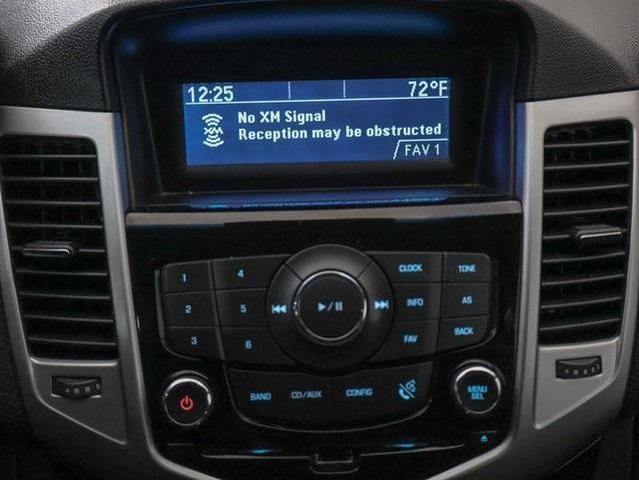 12:25 72°F
No XM Signal
XM
Reception may be obstructed
FAV 1
1 4 CLOCK TONE
2 5 INFO AS
3 6 FAV BACK
BAND CD/AUX CONFIG
MENU
SEL